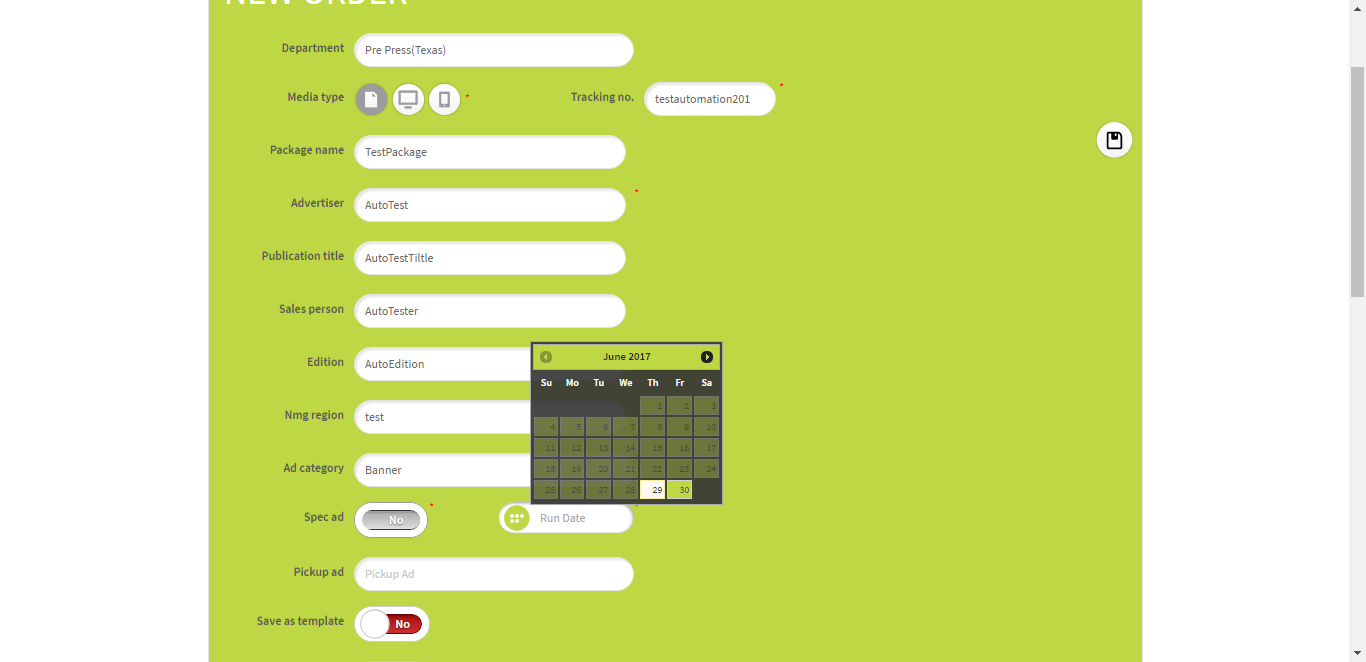 NEW ORDER
Department Pre Press(Texas)
Media type * Tracking no. testautomation201 *
Package name TestPackage
Advertiser AutoTest *
Publication title AutoTestTiltle
Sales person AutoTester
Edition AutoEdition
Nmg region test
Ad category Banner
June 2017
Su Mo Tu We Th Fr Sa
1 2 3
4 5 6 7 8 9 10
11 12 13 14 15 16 17
18 19 20 21 22 23 24
25 26 27 28 29 30
Spec ad No * Run Date
Pickup ad Pickup Ad
Save as template No